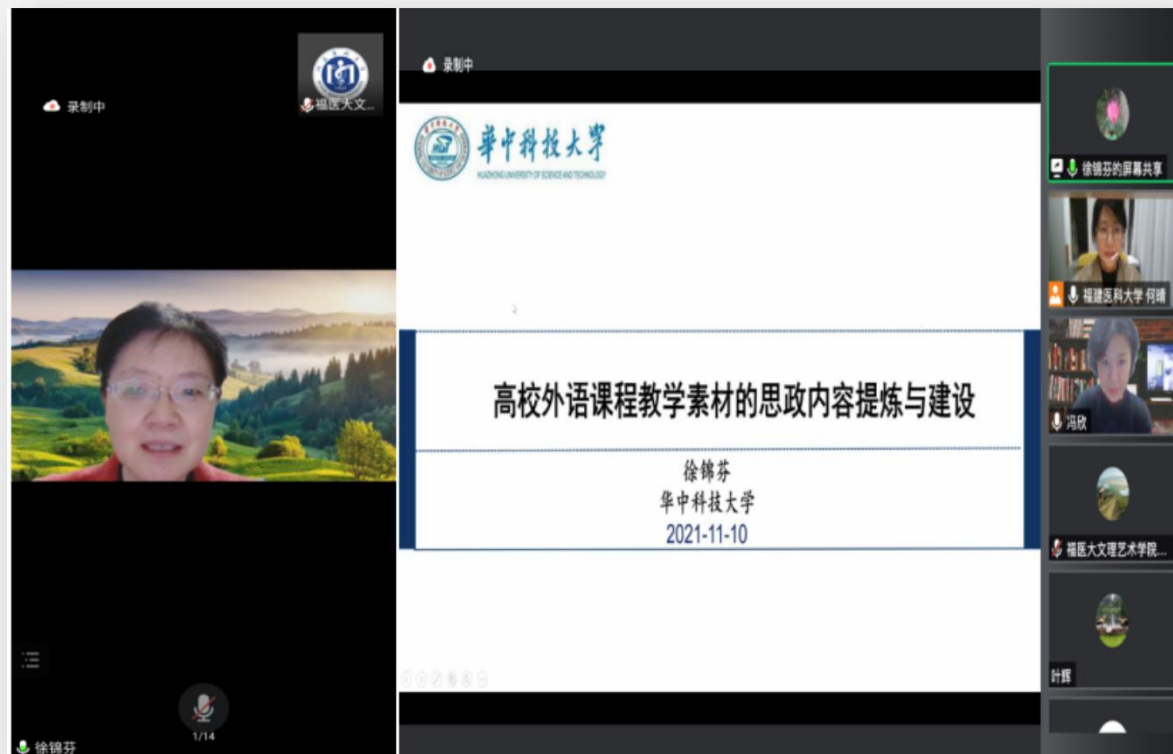 录制中
福医大文...
1/14
徐锦芬
录制中
華中科技大學
HUAZHONG UNIVERSITY OF SCIENCE AND TECHNOLOGY
高校外语课程教学素材的思政内容提炼与建设
徐锦芬
华中科技大学
2021-11-10
徐锦芬的屏幕共享
福建医科大学 何晴
冯欣
福医大文理艺术学院...
叶辉